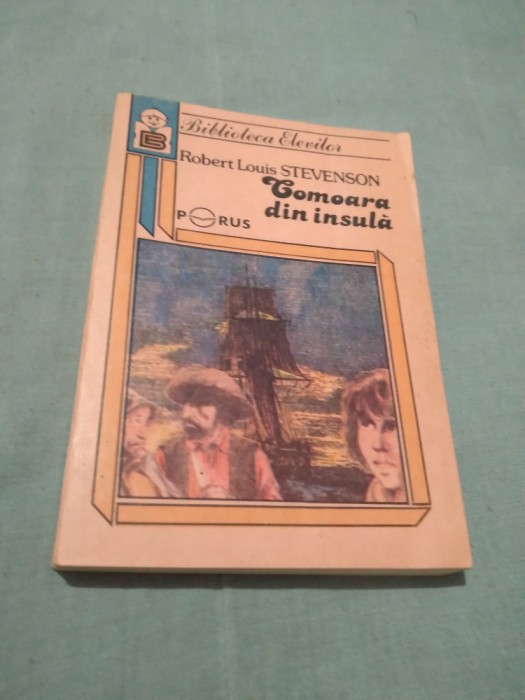 Biblioteca Elevilor
Robert Louis STEVENSON
Comoara
din insulă
PORUS